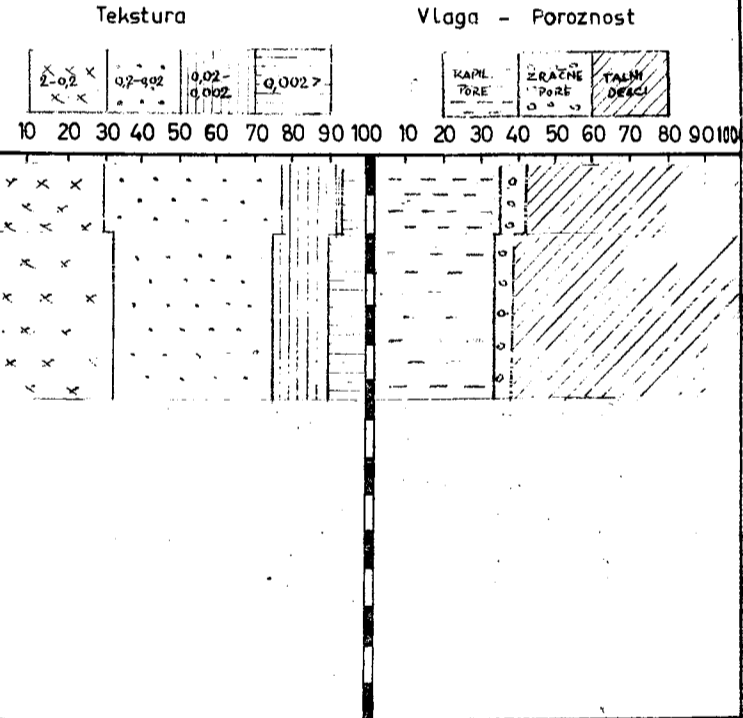 Tekstura
Vlaga - Poroznost
2-0,2
0,2-0,02
0,02-
0,002
0,002>
KAPIL.
PORE
ZRAČNE
PORE
TALNI
DELCI
10 20 30 40 50 60 70 80 90 100 10 20 30 40 50 60 70 80 90 100